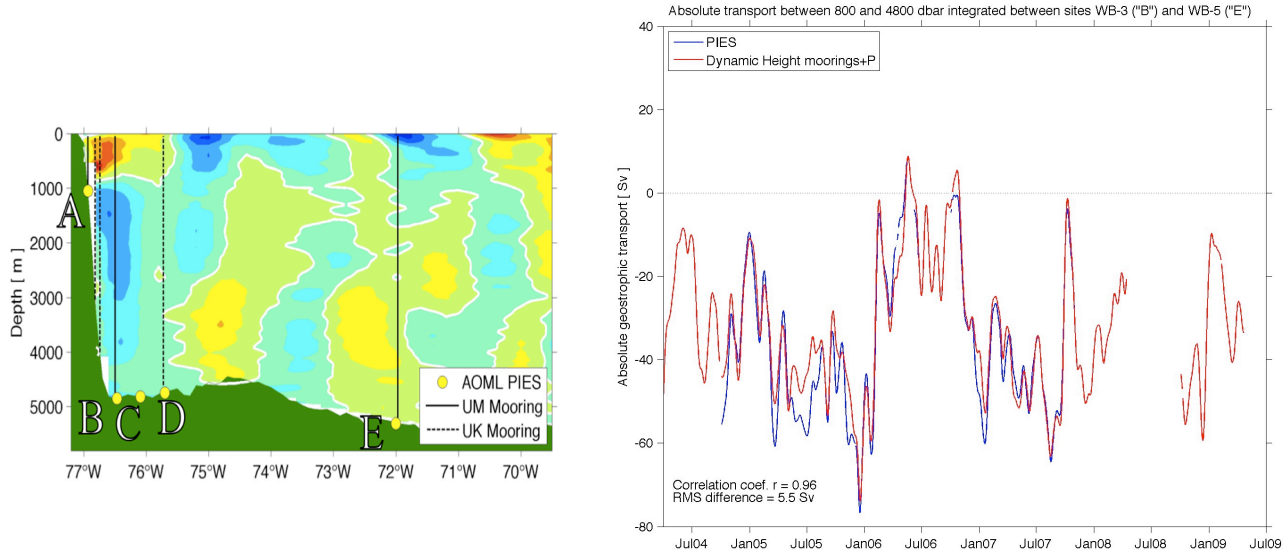 0
1000
2000
3000
4000
5000
Depth [ m ]
A
B
C
D
E
AOML PIES
UM Mooring
UK Mooring
77°W
76°W
75°W
74°W
73°W
72°W
71°W
70°W
Absolute transport between 800 and 4800 dbar integrated between sites WB-3 ("B") and WB-5 ("E")
PIES
Dynamic Height moorings+P
40
20
0
-20
-40
-60
-80
Absolute geostrophic transport [ Sv ]
Correlation coef. r = 0.96
RMS difference = 5.5 Sv
Jul04
Jan05
Jul05
Jan06
Jul06
Jan07
Jul07
Jan08
Jul08
Jan09
Jul09